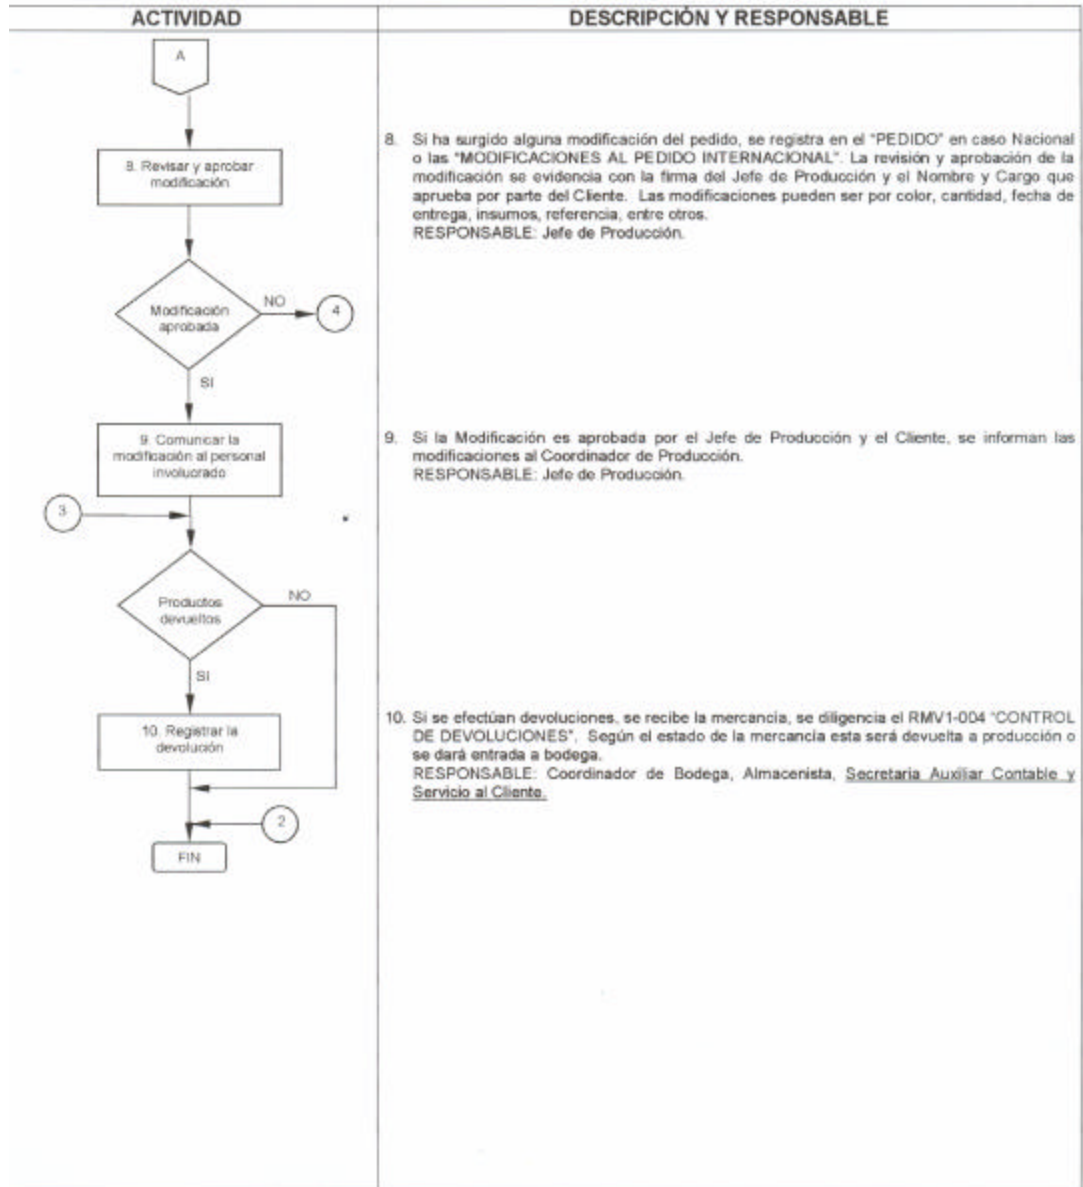 ACTIVIDAD
DESCRIPCIÓN Y RESPONSABLE
A
8. Revisar y aprobar
modificación
8. Si ha surgido alguna modificación del pedido, se registra en el "PEDIDO" en caso Nacional
o las "MODIFICACIONES AL PEDIDO INTERNACIONAL". La revisión y aprobación de la
modificación se evidencia con la firma del Jefe de Producción y el Nombre y Cargo que
aprueba por parte del Cliente. Las modificaciones pueden ser por color, cantidad, fecha de
entrega, insumos, referencia, entre otros.
RESPONSABLE: Jefe de Producción.
Modificación
aprobada
NO
4
SI
9. Comunicar la
modificación al personal
involucrado
9. Si la Modificación es aprobada por el Jefe de Producción y el Cliente, se informan las
modificaciones al Coordinador de Producción.
RESPONSABLE: Jefe de Producción.
3
Productos
devueltos
NO
SI
10. Registrar la
devolución
10. Si se efectúan devoluciones, se recibe la mercancía, se diligencia el RMV1-004 "CONTROL
DE DEVOLUCIONES". Según el estado de la mercancía esta será devuelta a producción o
se dará entrada a bodega.
RESPONSABLE: Coordinador de Bodega, Almacenista, Secretaria Auxiliar Contable y
Servicio al Cliente.
2
FIN